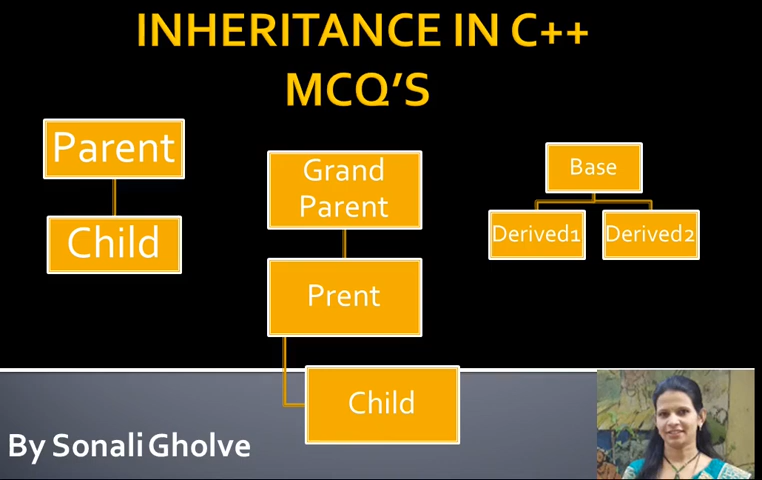 INHERITANCE IN C++
MCQ’S
Parent
Child
Grand
Parent
Prent
Child
Base
Derived1
Derived2
By Sonali Gholve